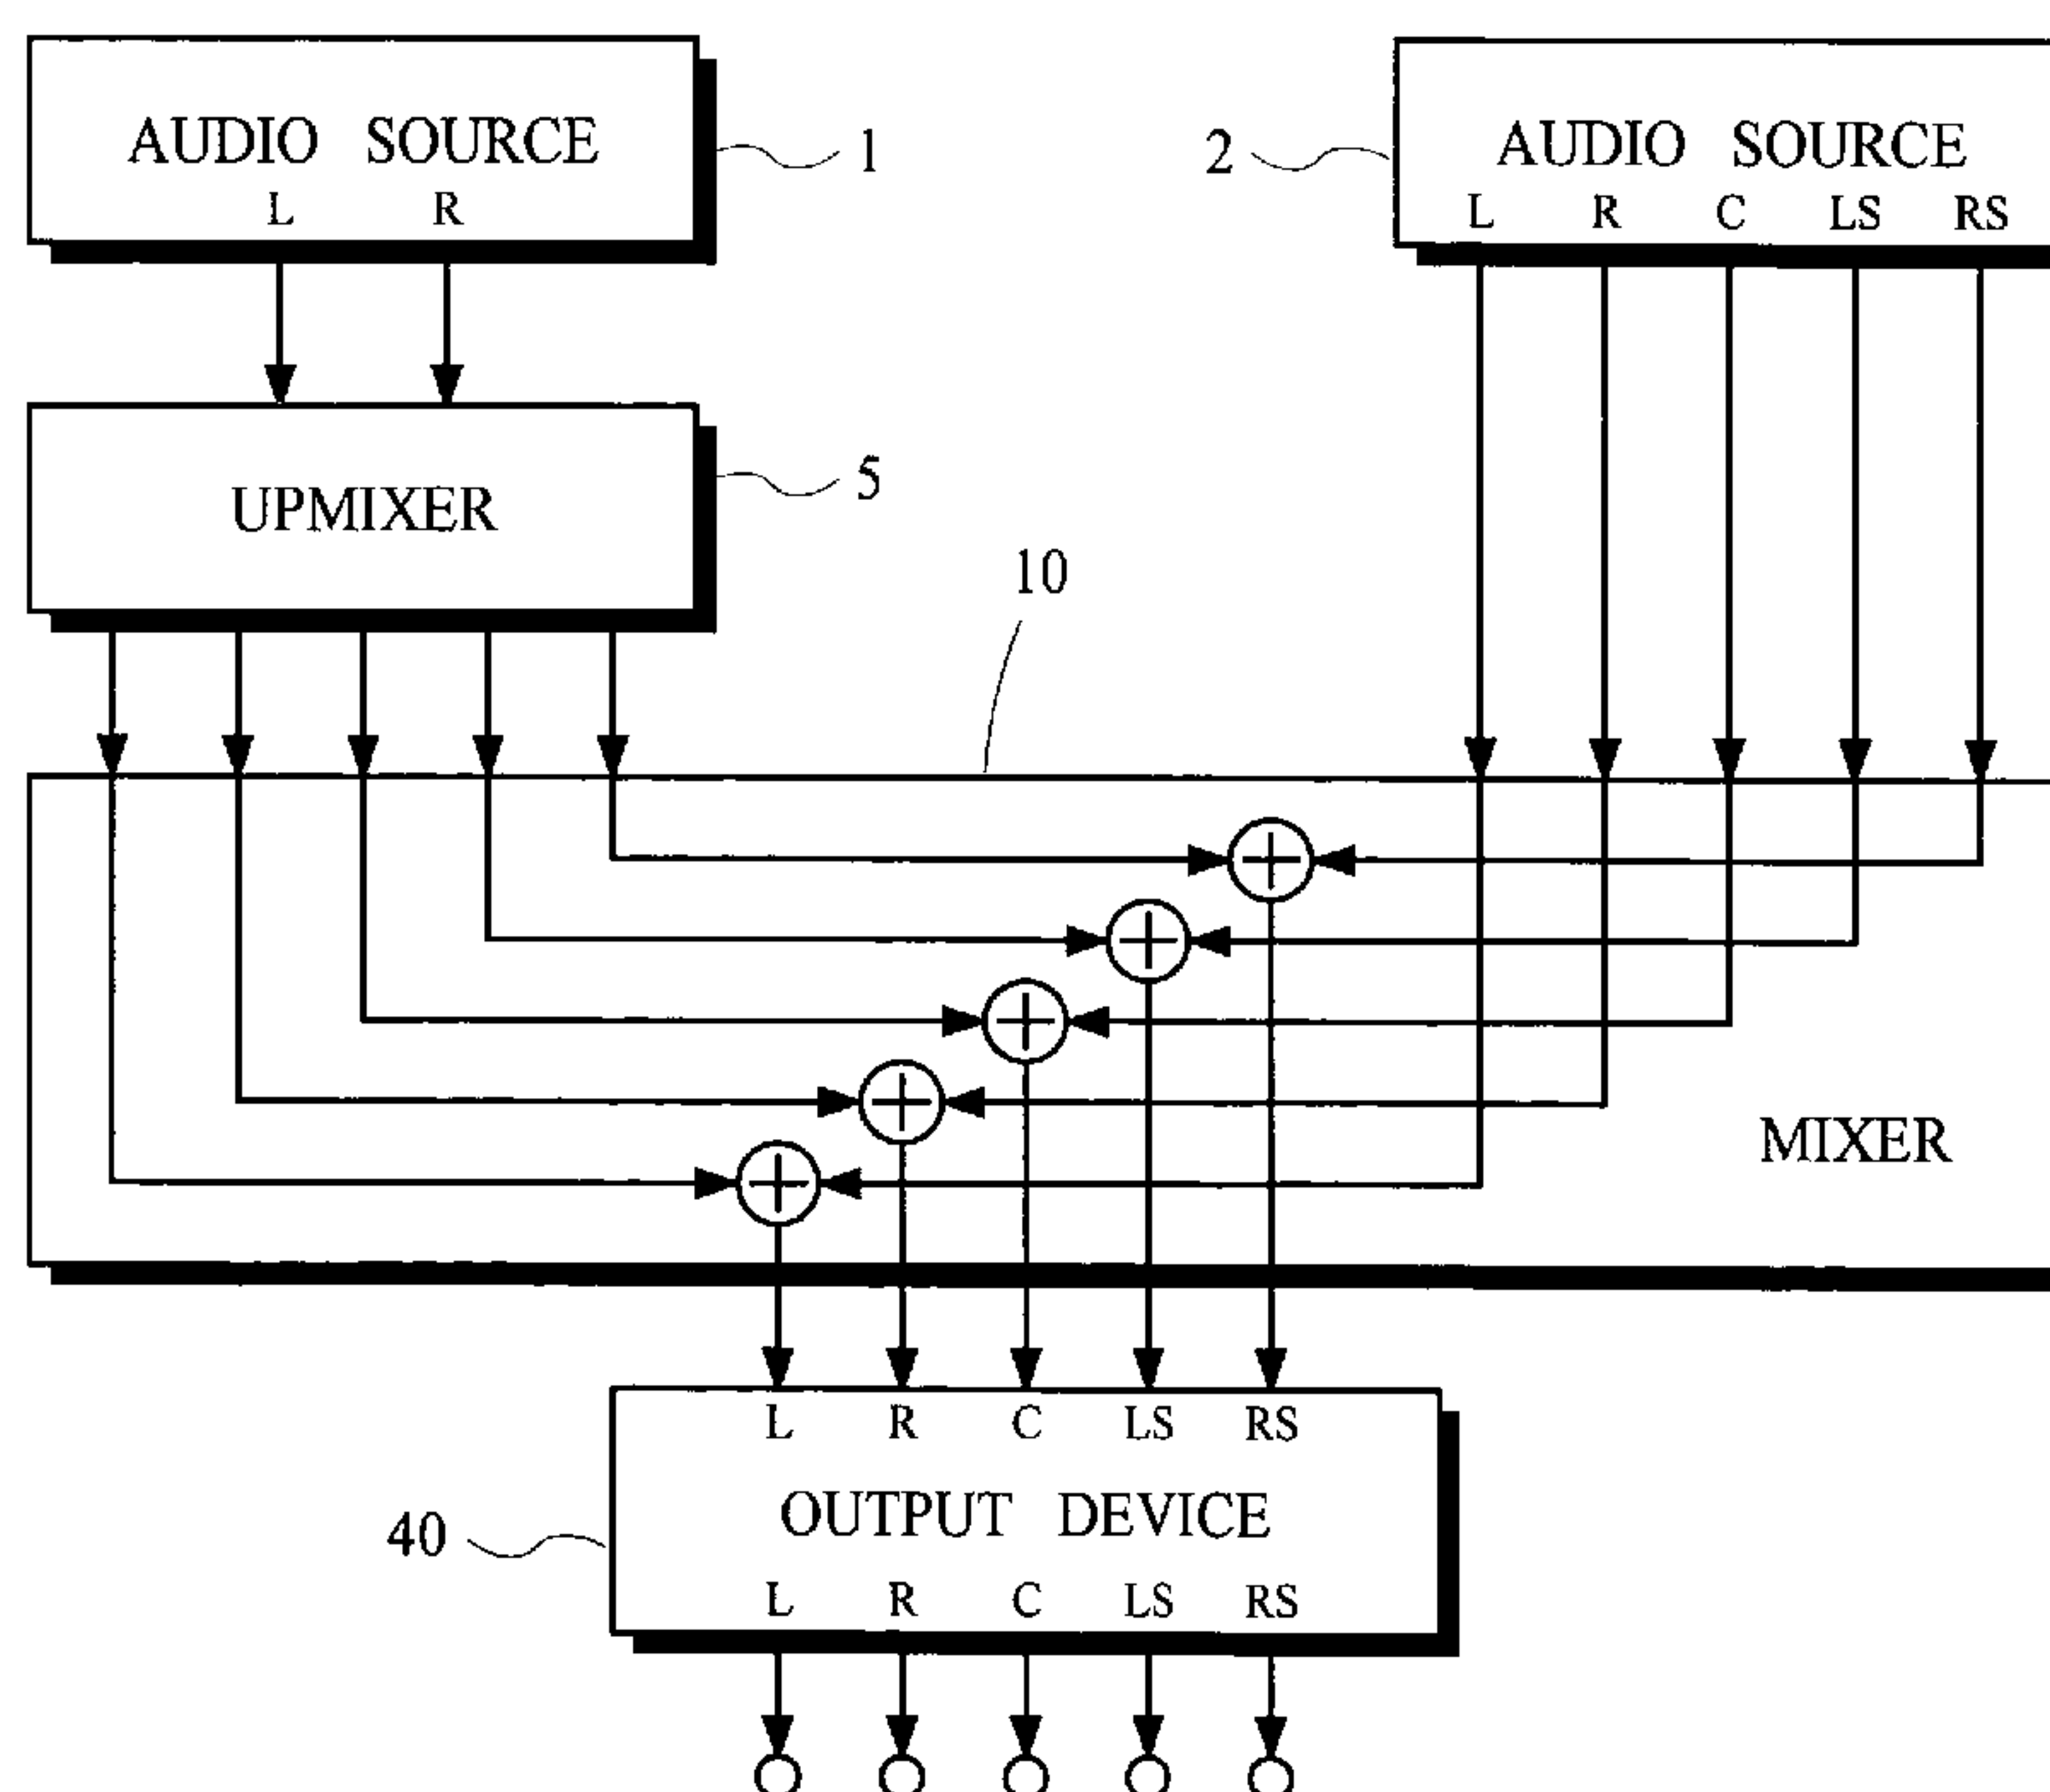 AUDIO SOURCE
L R
1
2
AUDIO SOURCE
L R C LS RS
UPMIXER
5
10
MIXER
L R C LS RS
OUTPUT DEVICE
40
L R C LS RS